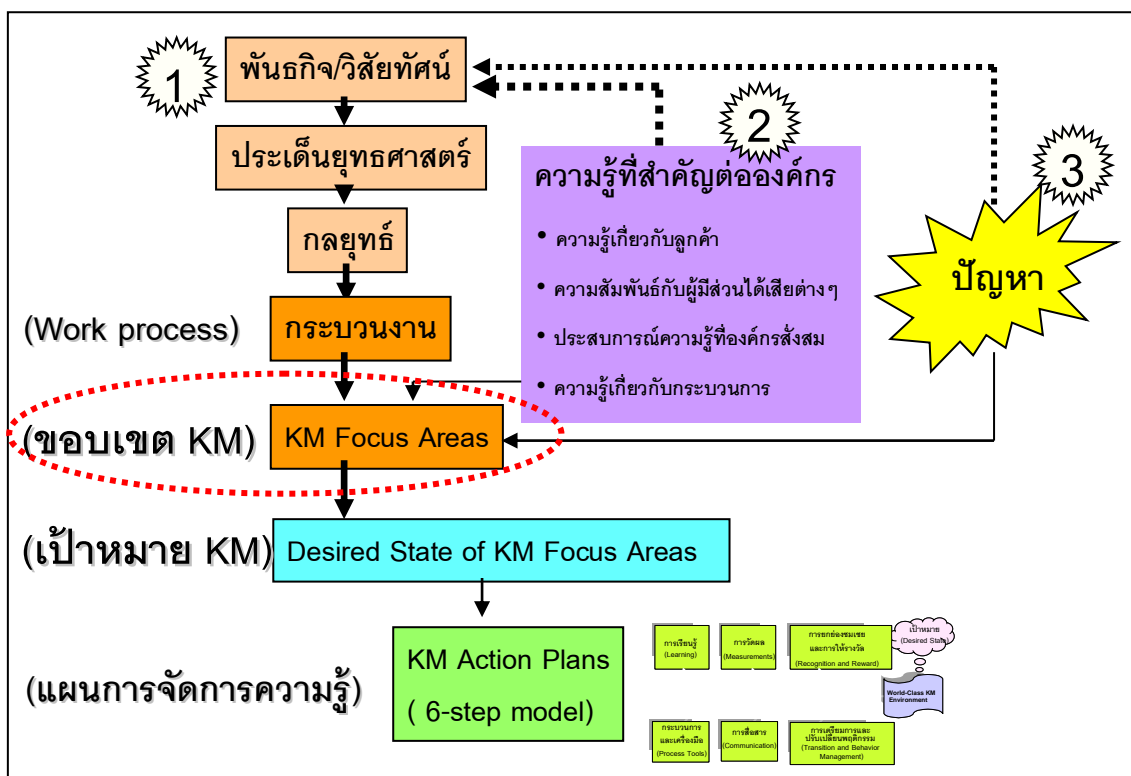 1
พันธกิจ/วิสัยทัศน์
ประเด็นยุทธศาสตร์
กลยุทธ์
(Work process)
กระบวนงาน
2
ความรู้ที่สำคัญต่อองค์กร
• ความรู้เกี่ยวกับลูกค้า
• ความสัมพันธ์กับผู้มีส่วนได้เสียต่างๆ
• ประสบการณ์ความรู้ที่องค์กรสั่งสม
• ความรู้เกี่ยวกับกระบวนการ
3
ปัญหา
(ขอบเขต KM)
KM Focus Areas
(เป้าหมาย KM)
Desired State of KM Focus Areas
(แผนการจัดการความรู้)
KM Action Plans
( 6-step model)
การเรียนรู้
(Learning)
การวัดผล
(Measurements)
การยกย่องชมเชย
และการให้รางวัล
(Recognition and Reward)
เป้าหมาย
(Desired State)
World-Class KM
Environment
กระบวนการ
และเครื่องมือ
(Process Tools)
การสื่อสาร
(Communication)
การเตรียมการและ
ปรับเปลี่ยนพฤติกรรม
(Transition and Behavior
Management)